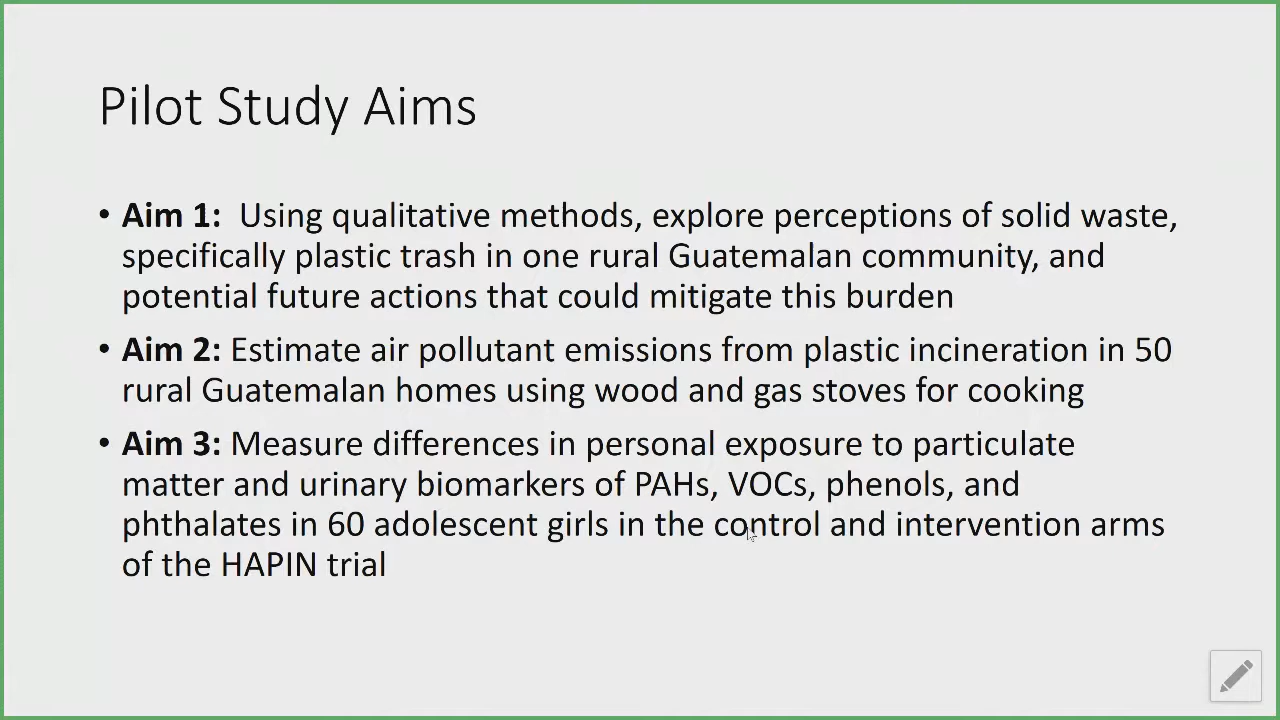 Pilot Study Aims
• Aim 1: Using qualitative methods, explore perceptions of solid waste,
specifically plastic trash in one rural Guatemalan community, and
potential future actions that could mitigate this burden
• Aim 2: Estimate air pollutant emissions from plastic incineration in 50
rural Guatemalan homes using wood and gas stoves for cooking
• Aim 3: Measure differences in personal exposure to particulate
matter and urinary biomarkers of PAHs, VOCs, phenols, and
phthalates in 60 adolescent girls in the control and intervention arms
of the HAPIN trial